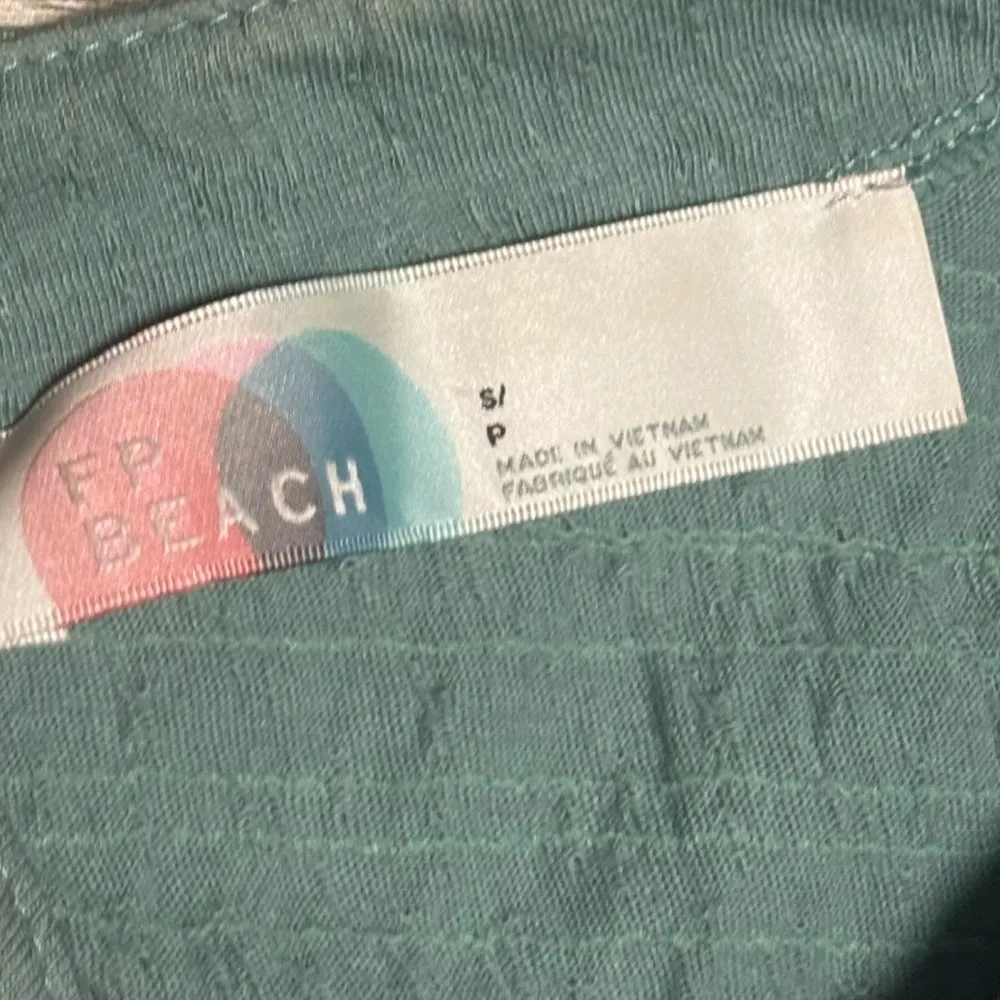 FP
BEACH
S/
P
MADE IN VIETNAM
FABRIQUÉ AU VIETNAM